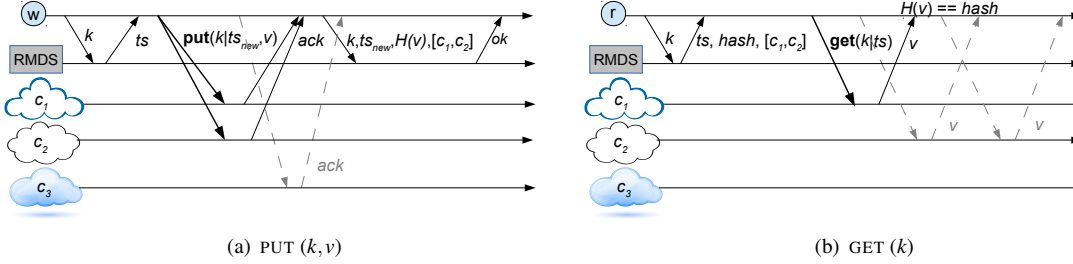 w
k
ts
put(k|ts_new,v)
ack
k,ts_new,H(v),[c_1,c_2]
ok
RMDS
c_1
c_2
ack
c_3
(a) PUT (k,v)
H(v) == hash
r
k
ts, hash, [c_1,c_2]
get(k|ts)
v
RMDS
c_1
c_2
v
v
c_3
(b) GET (k)